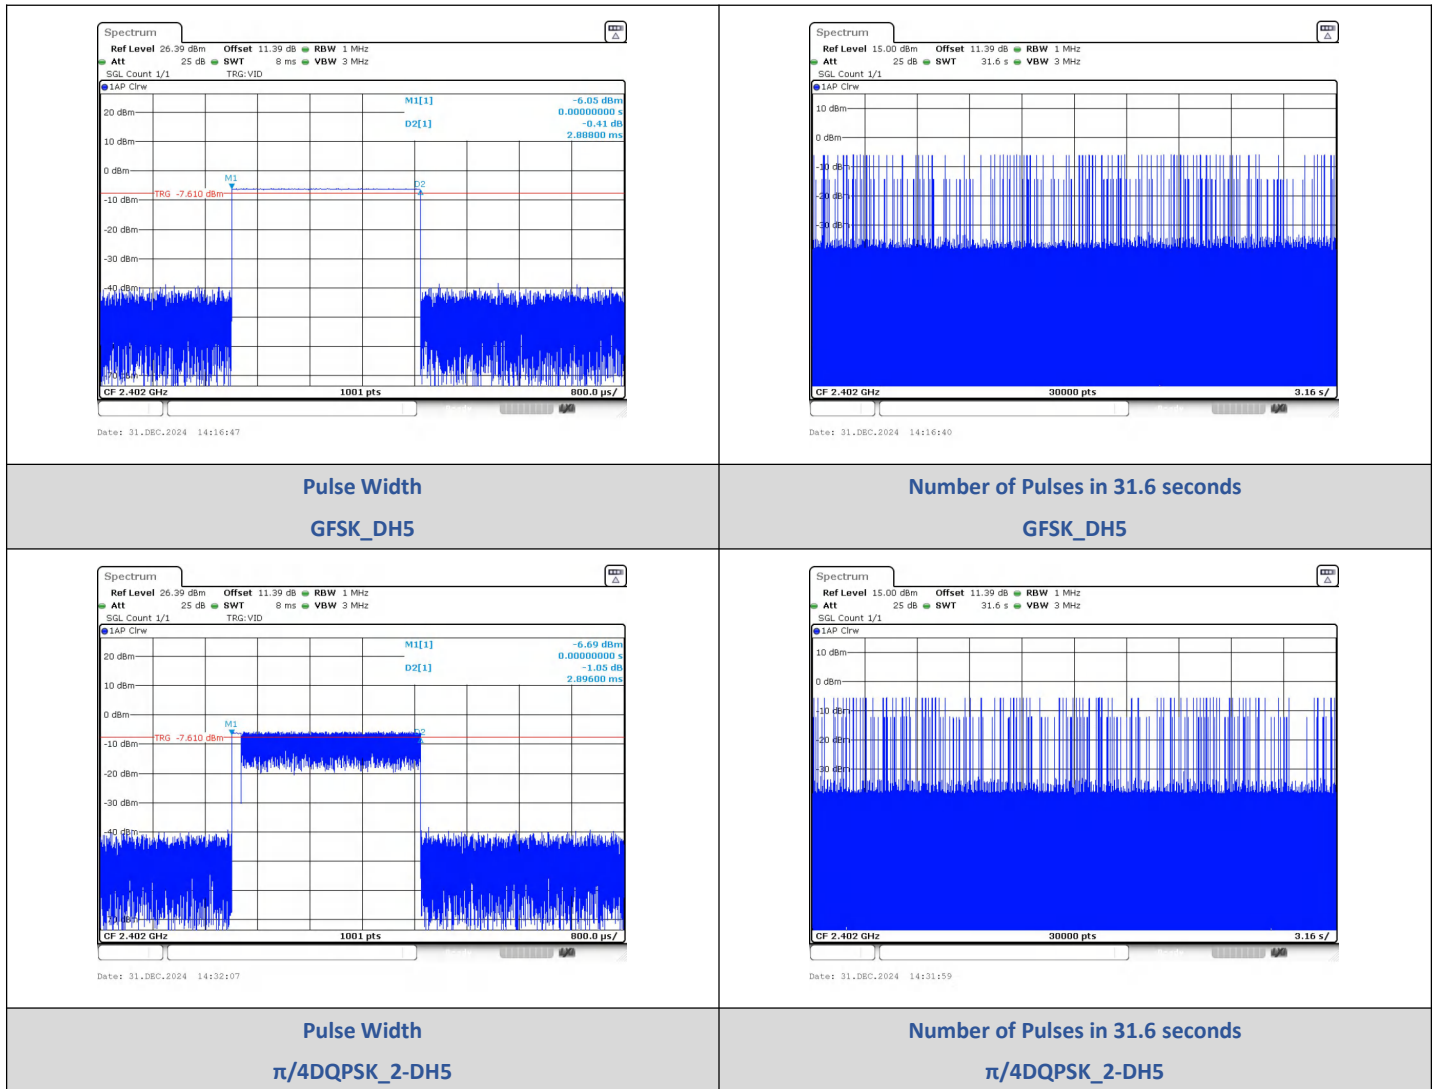 Spectrum
Ref Level 26.39 dBm Offset 11.39 dB RBW 1 MHz
Att 25 dB SWT 8 ms VBW 3 MHz
SGL Count 1/1 TRG:VID
1AP Clrw
M1[1] -6.05 dBm
0.00000000 s
D2[1] -0.41 dB
2.88800 ms
20 dBm
10 dBm
0 dBm
M1
D2
TRG -7.610 dBm
-10 dBm
-20 dBm
-30 dBm
-40 dBm
CF 2.402 GHz 1001 pts 800.0 µs/
Date: 31.DEC.2024 14:16:47
Spectrum
Ref Level 15.00 dBm Offset 11.39 dB RBW 1 MHz
Att 25 dB SWT 31.6 s VBW 3 MHz
SGL Count 1/1
1AP Clrw
10 dBm
0 dBm
-10 dBm
-20 dBm
-30 dBm
CF 2.402 GHz 30000 pts 3.16 s/
Date: 31.DEC.2024 14:16:40
Pulse Width
GFSK_DH5
Number of Pulses in 31.6 seconds
GFSK_DH5
Spectrum
Ref Level 26.39 dBm Offset 11.39 dB RBW 1 MHz
Att 25 dB SWT 8 ms VBW 3 MHz
SGL Count 1/1 TRG:VID
1AP Clrw
M1[1] -6.69 dBm
0.00000000 s
D2[1] -1.05 dB
2.89600 ms
20 dBm
10 dBm
0 dBm
M1
D2
TRG -7.610 dBm
-10 dBm
-20 dBm
-30 dBm
-40 dBm
CF 2.402 GHz 1001 pts 800.0 µs/
Date: 31.DEC.2024 14:32:07
Spectrum
Ref Level 15.00 dBm Offset 11.39 dB RBW 1 MHz
Att 25 dB SWT 31.6 s VBW 3 MHz
SGL Count 1/1
1AP Clrw
10 dBm
0 dBm
-10 dBm
-20 dBm
-30 dBm
CF 2.402 GHz 30000 pts 3.16 s/
Date: 31.DEC.2024 14:31:59
Pulse Width
π/4DQPSK_2-DH5
Number of Pulses in 31.6 seconds
π/4DQPSK_2-DH5